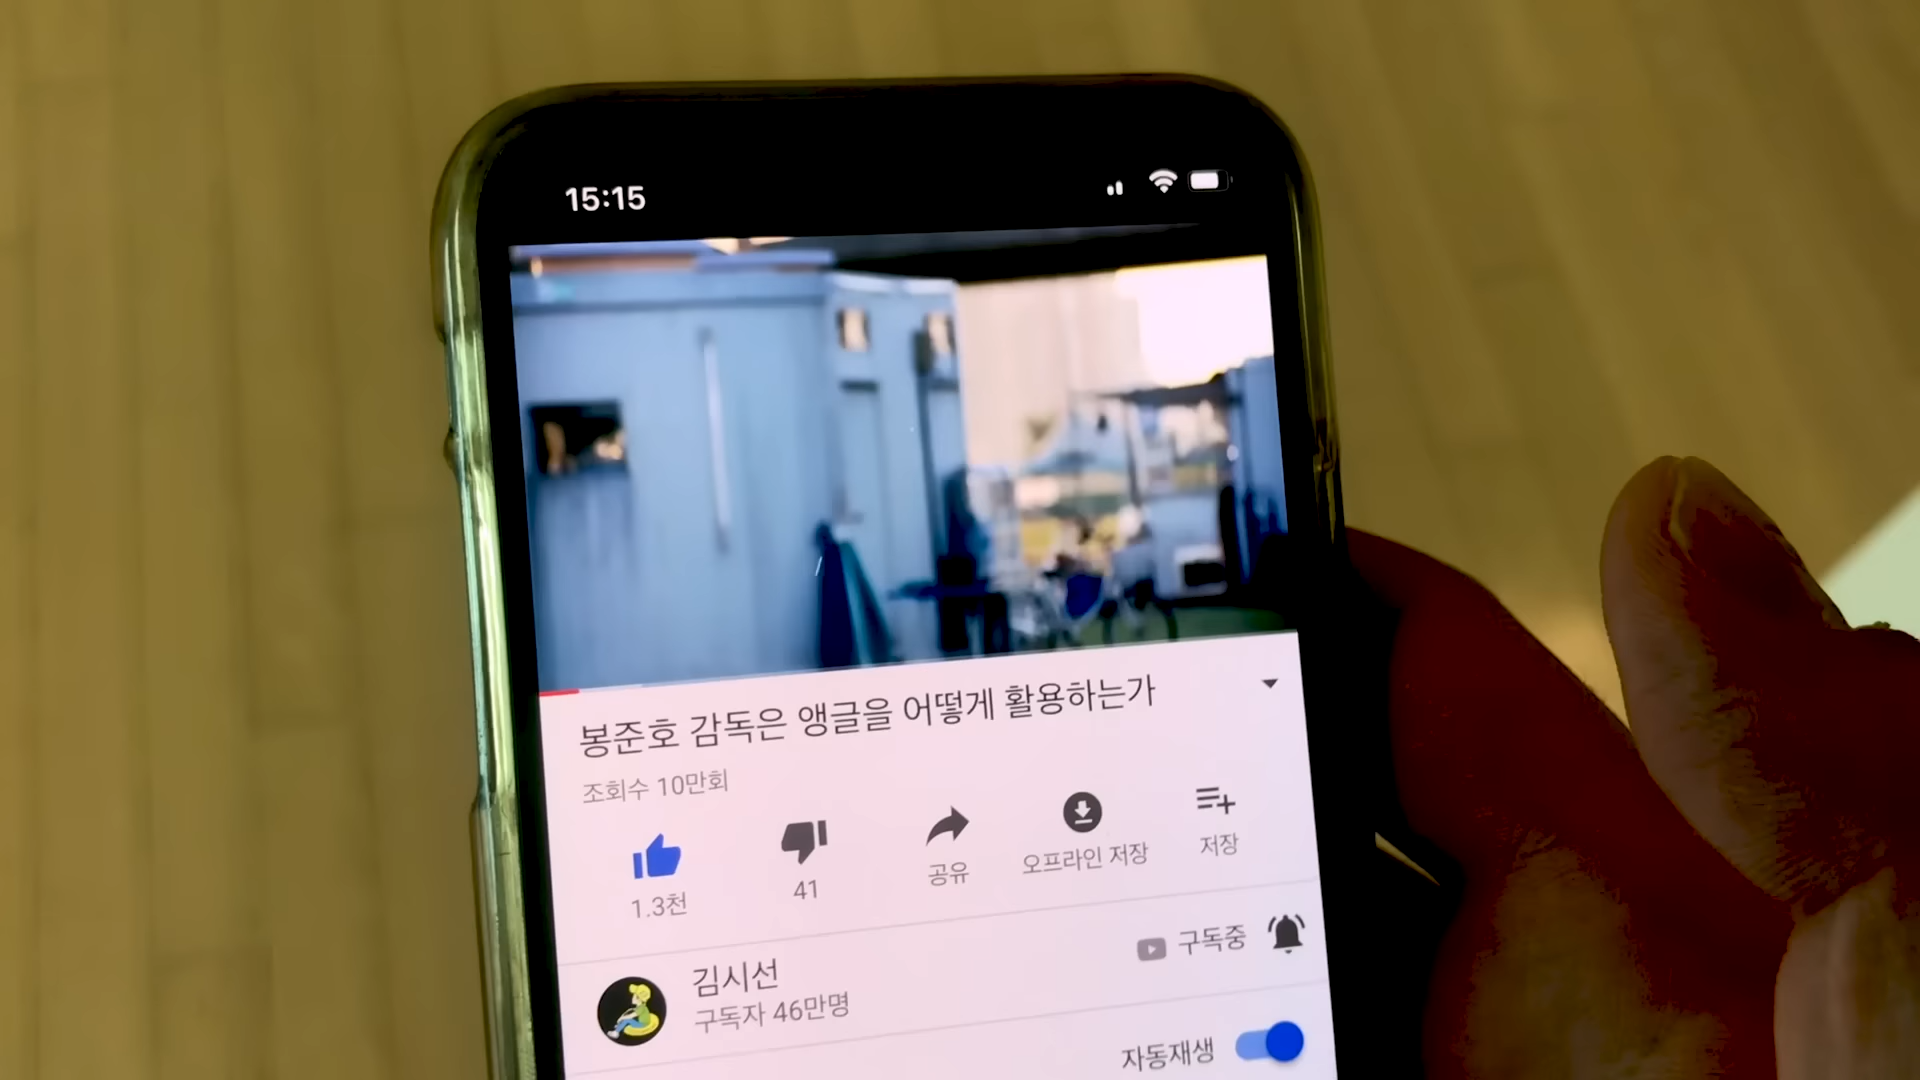 15:15
봉준호 감독은 앵글을 어떻게 활용하는가
조회수 10만회
1.3천
41
공유
오프라인 저장
저장
김시선
구독자 46만명
구독중
자동재생